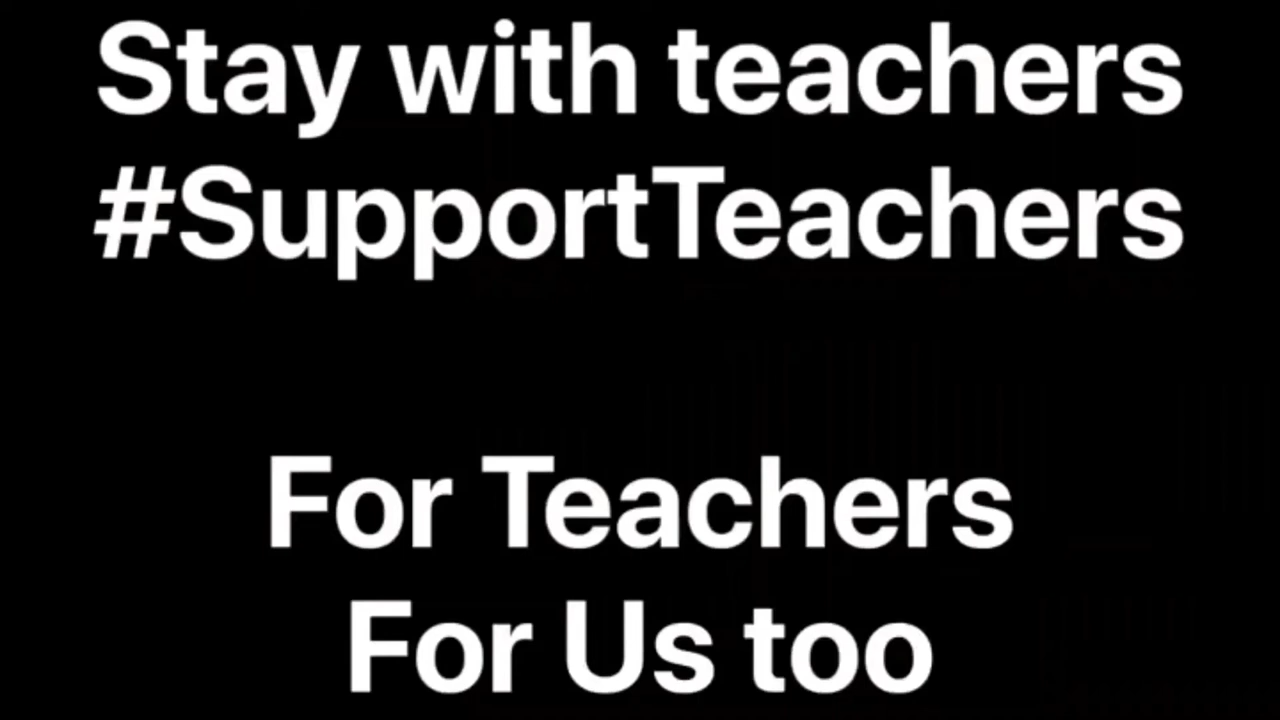 Stay with teachers
#SupportTeachers
For Teachers
For Us too